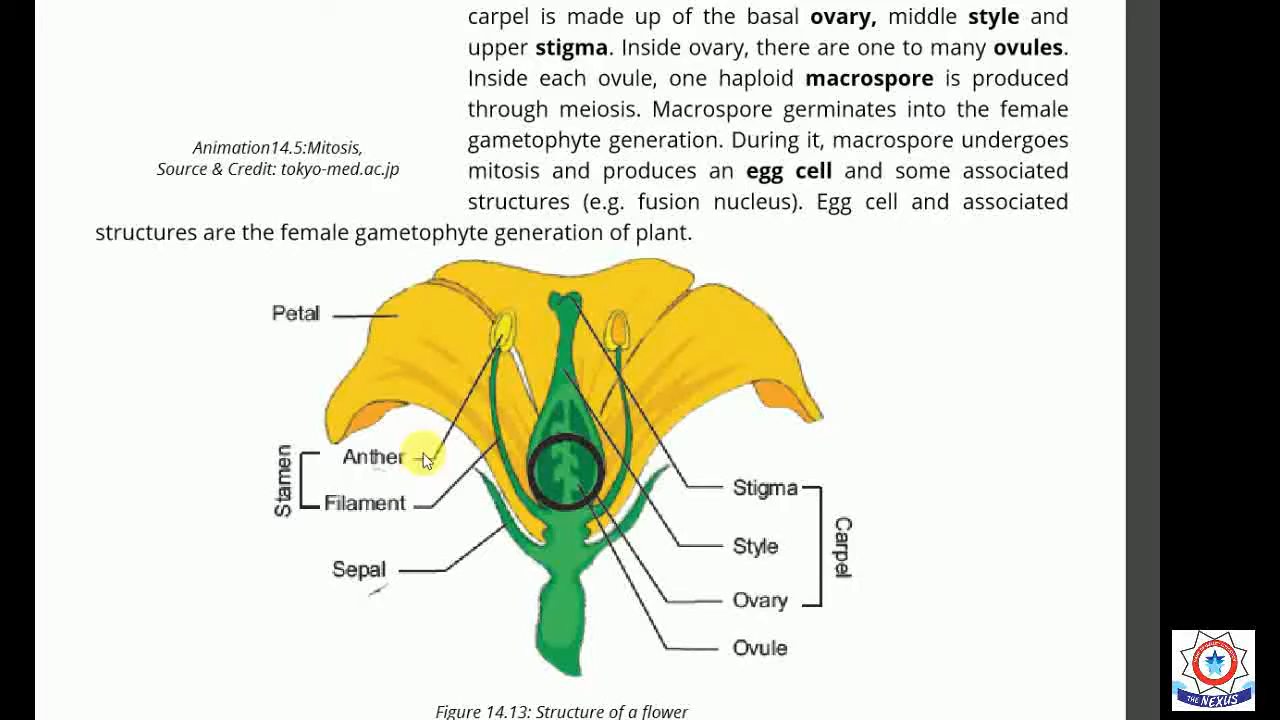 carpel is made up of the basal ovary, middle style and
upper stigma. Inside ovary, there are one to many ovules.
Inside each ovule, one haploid macrospore is produced
through meiosis. Macrospore germinates into the female
gametophyte generation. During it, macrospore undergoes
mitosis and produces an egg cell and some associated
structures (e.g. fusion nucleus). Egg cell and associated
structures are the female gametophyte generation of plant.
Animation14.5:Mitosis,
Source & Credit: tokyo-med.ac.jp
Petal
Stamen
Anther
Filament
Sepal
Stigma
Style
Ovary
Carpel
Ovule
Figure 14.13: Structure of a flower
THE NEXUS